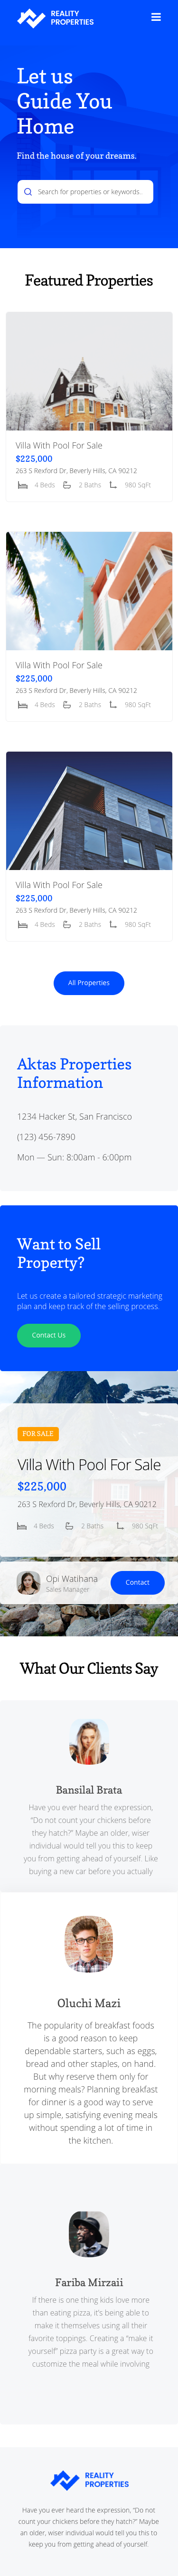 REALITY
PROPERTIES
Let us
Guide You
Home
Find the house of your dreams.
Search for properties or keywords..
Featured Properties
Villa With Pool For Sale
$225,000
263 S Rexford Dr, Beverly Hills, CA 90212
4 Beds 2 Baths 980 SqFt
Villa With Pool For Sale
$225,000
263 S Rexford Dr, Beverly Hills, CA 90212
4 Beds 2 Baths 980 SqFt
Villa With Pool For Sale
$225,000
263 S Rexford Dr, Beverly Hills, CA 90212
4 Beds 2 Baths 980 SqFt
All Properties
Aktas Properties
Information
1234 Hacker St, San Francisco
(123) 456-7890
Mon — Sun: 8:00am - 6:00pm
Want to Sell
Property?
Let us create a tailored strategic marketing
plan and keep track of the selling process.
Contact Us
FOR SALE
Villa With Pool For Sale
$225,000
263 S Rexford Dr, Beverly Hills, CA 90212
4 Beds 2 Baths 980 SqFt
Opi Watihana
Sales Manager
Contact
What Our Clients Say
Bansilal Brata
Have you ever heard the expression,
“Do not count your chickens before
they hatch?” Maybe an older, wiser
individual would tell you this to keep
you from getting ahead of yourself. Like
buying a new car before you actually
Oluchi Mazi
The popularity of breakfast foods
is a good reason to keep
dependable starters, such as eggs,
bread and other staples, on hand.
But why reserve them only for
morning meals? Planning breakfast
for dinner is a good way to serve
up simple, satisfying evening meals
without spending a lot of time in
the kitchen.
Fariba Mirzaii
If there is one thing kids love more
than eating pizza, it’s being able to
make it themselves using all their
favorite toppings. Creating a “make it
yourself” pizza party is a great way to
customize the meal while involving
REALITY
PROPERTIES
Have you ever heard the expression, “Do not
count your chickens before they hatch?” Maybe
an older, wiser individual would tell you this to
keep you from getting ahead of yourself.